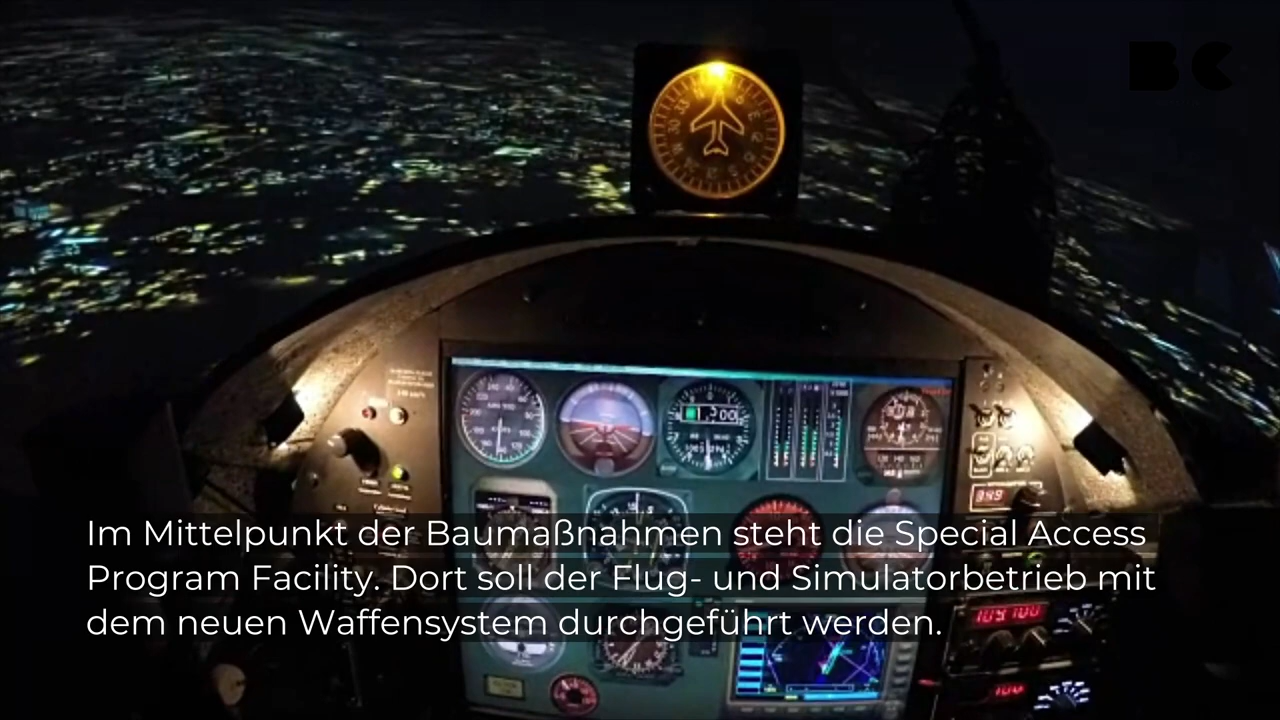 BC
Im Mittelpunkt der Baumaßnahmen steht die Special Access
Program Facility. Dort soll der Flug- und Simulatorbetrieb mit
dem neuen Waffensystem durchgeführt werden.